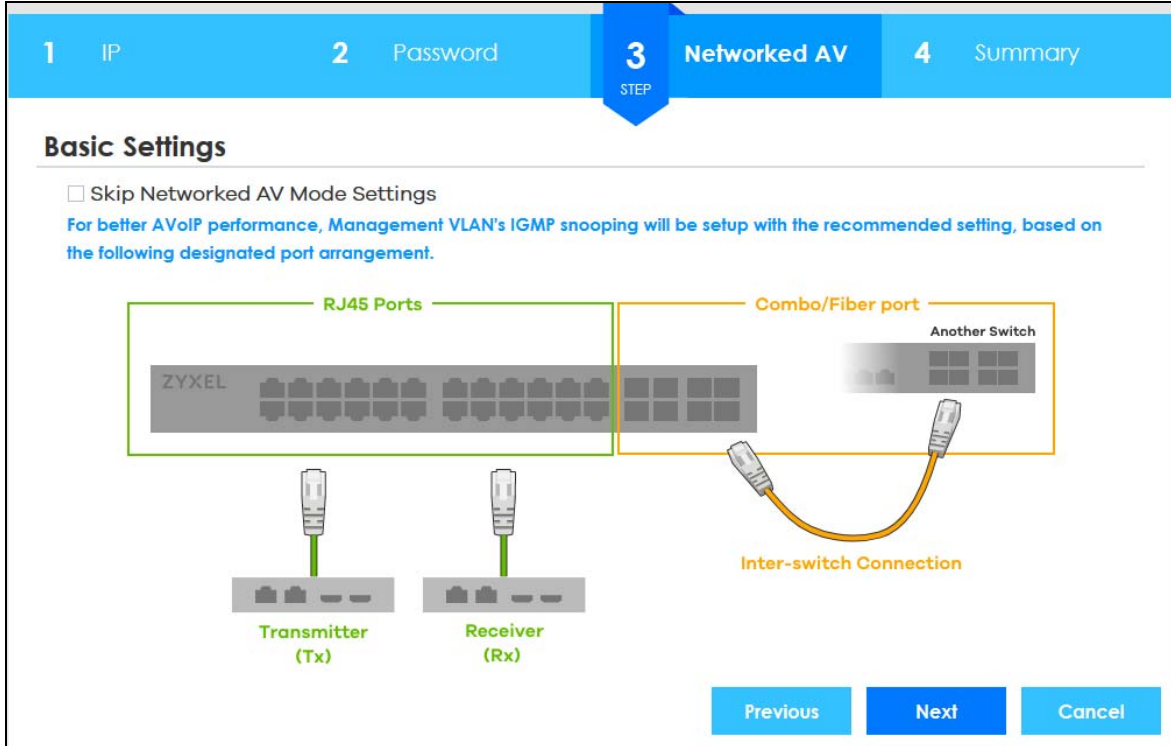 1 IP 2 Password 3 STEP Networked AV 4 Summary
Basic Settings
Skip Networked AV Mode Settings
For better AVoIP performance, Management VLAN's IGMP snooping will be setup with the recommended setting, based on
the following designated port arrangement.
RJ45 Ports
Combo/Fiber port
Another Switch
ZYXEL
Inter-switch Connection
Transmitter
(Tx)
Receiver
(Rx)
Previous Next Cancel